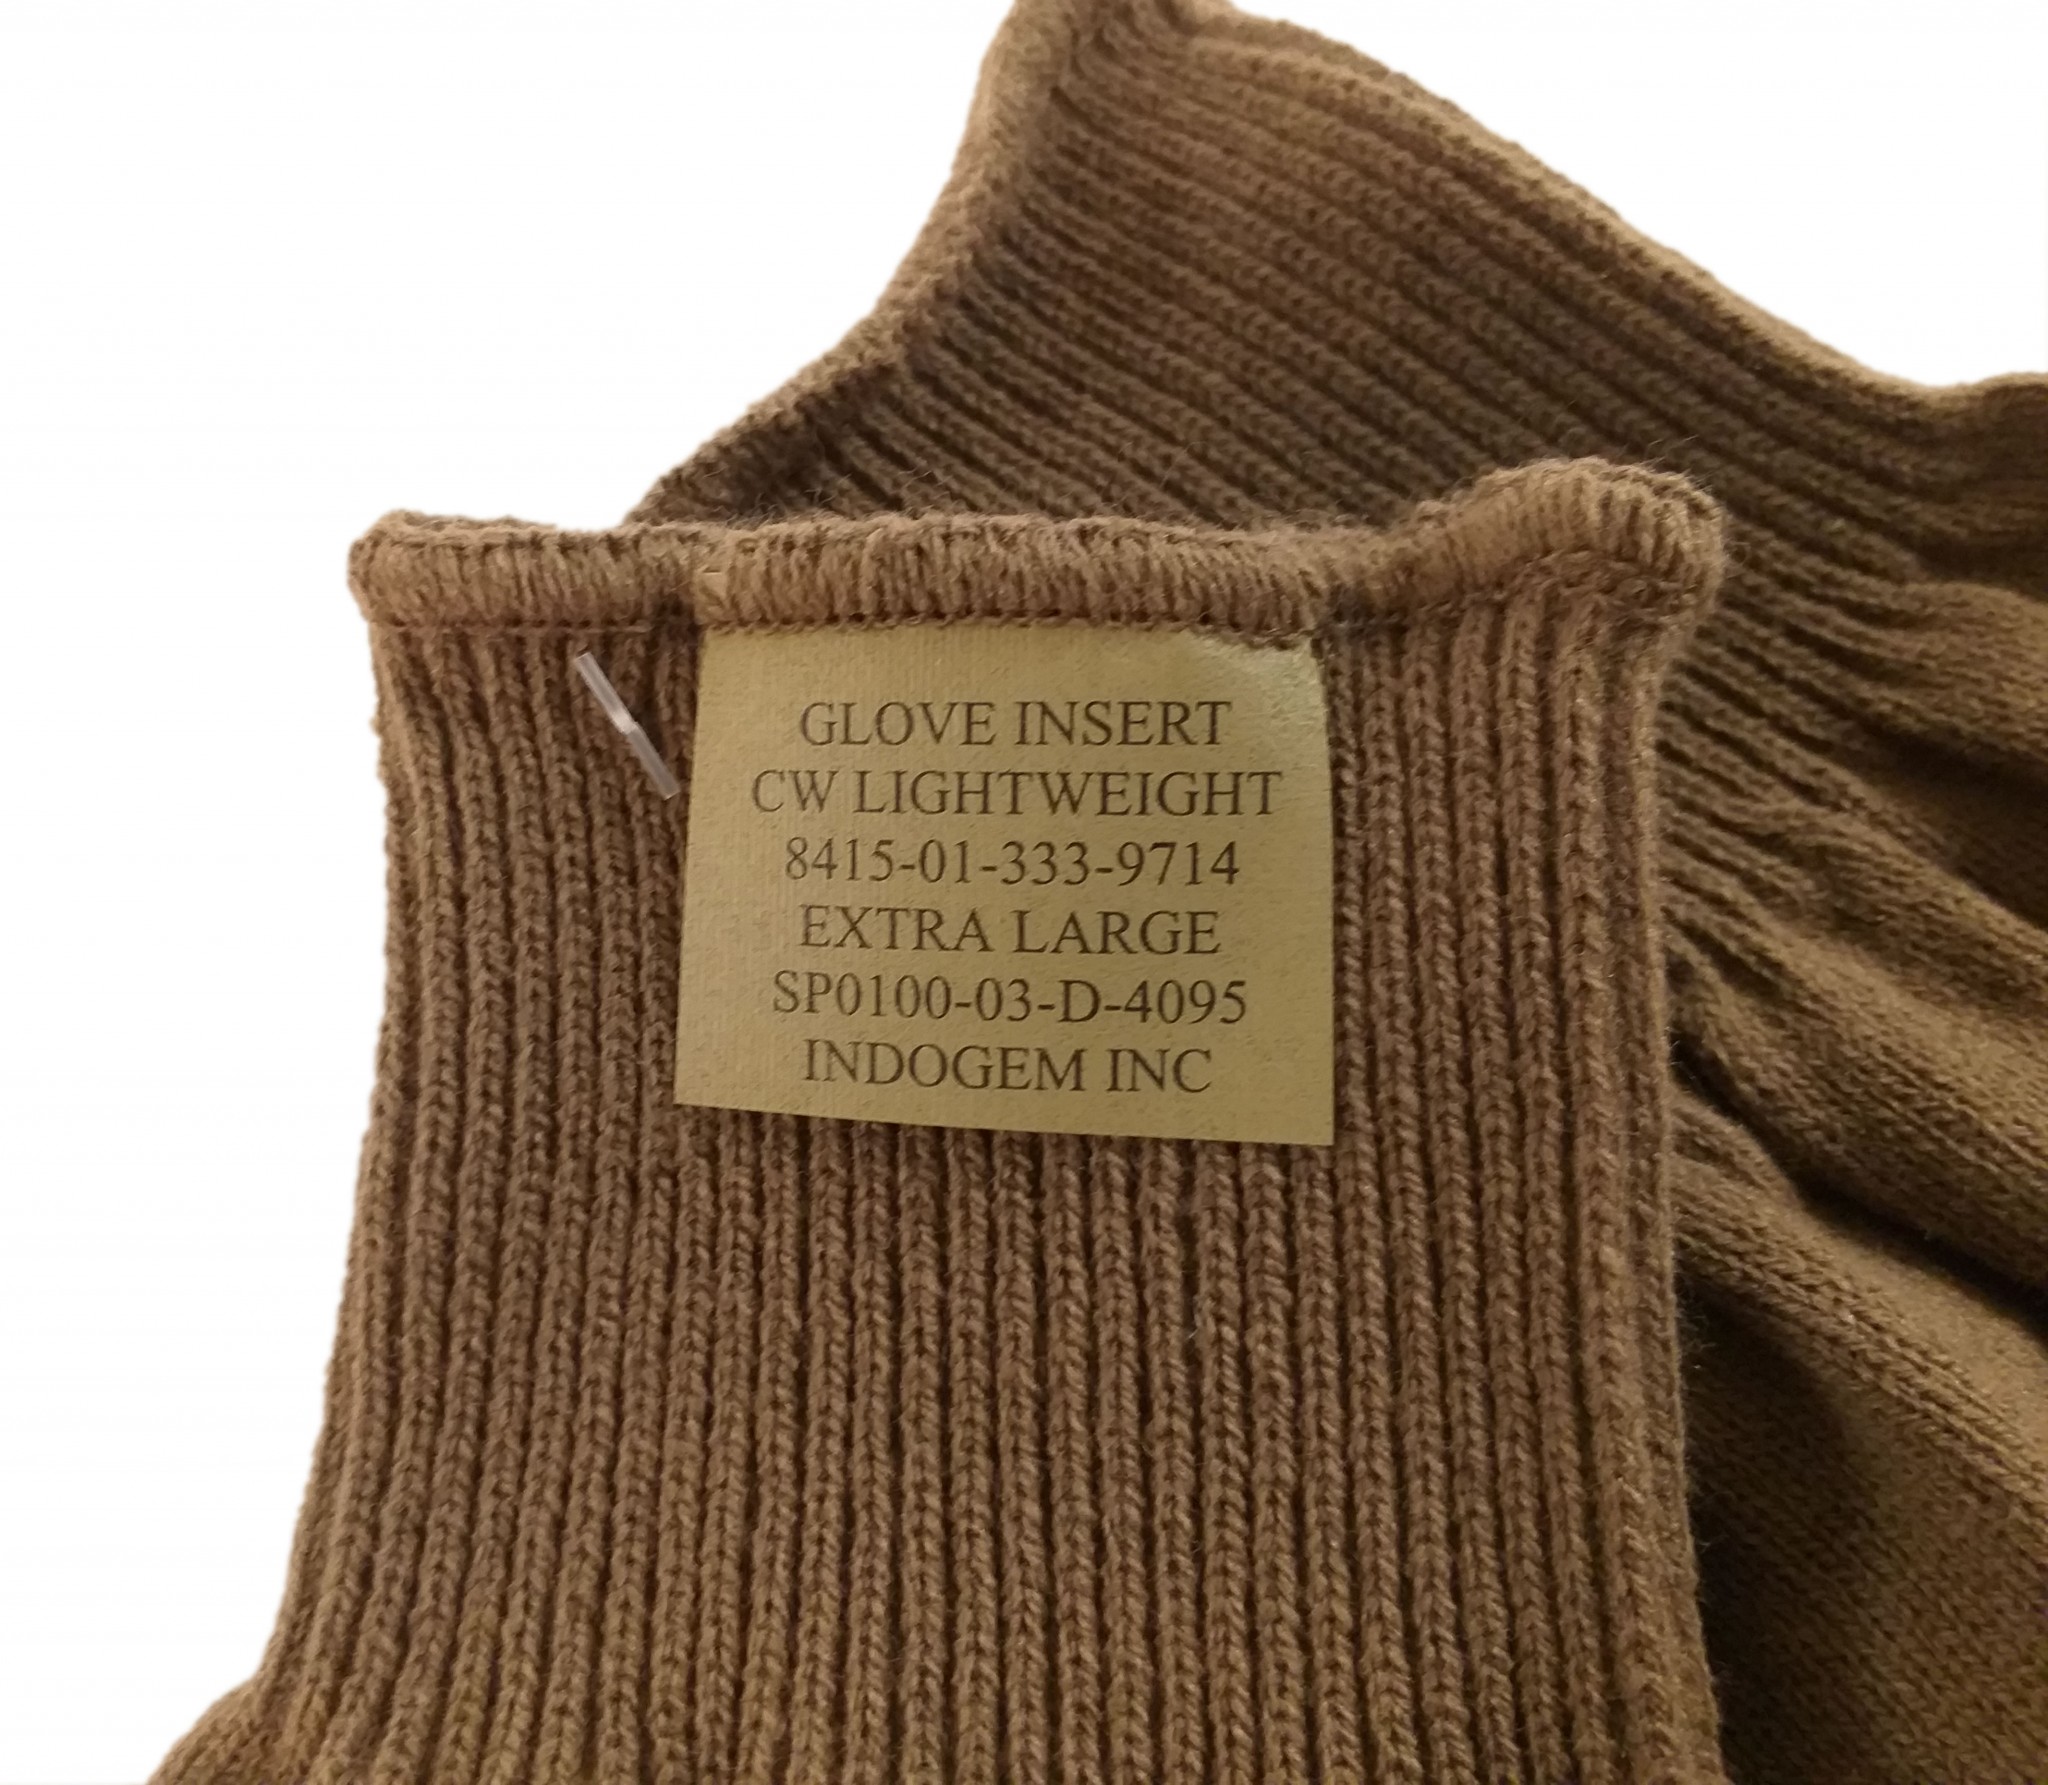 GLOVE INSERT
CW LIGHTWEIGHT
8415-01-333-9714
EXTRA LARGE
SP0100-03-D-4095
INDOGEM INC